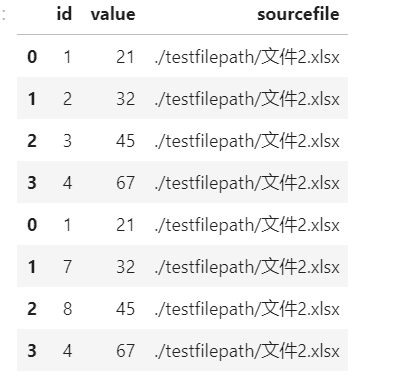 : id value sourcefile
0 1 21 ./testfilepath/文件2.xlsx
1 2 32 ./testfilepath/文件2.xlsx
2 3 45 ./testfilepath/文件2.xlsx
3 4 67 ./testfilepath/文件2.xlsx
0 1 21 ./testfilepath/文件2.xlsx
1 7 32 ./testfilepath/文件2.xlsx
2 8 45 ./testfilepath/文件2.xlsx
3 4 67 ./testfilepath/文件2.xlsx